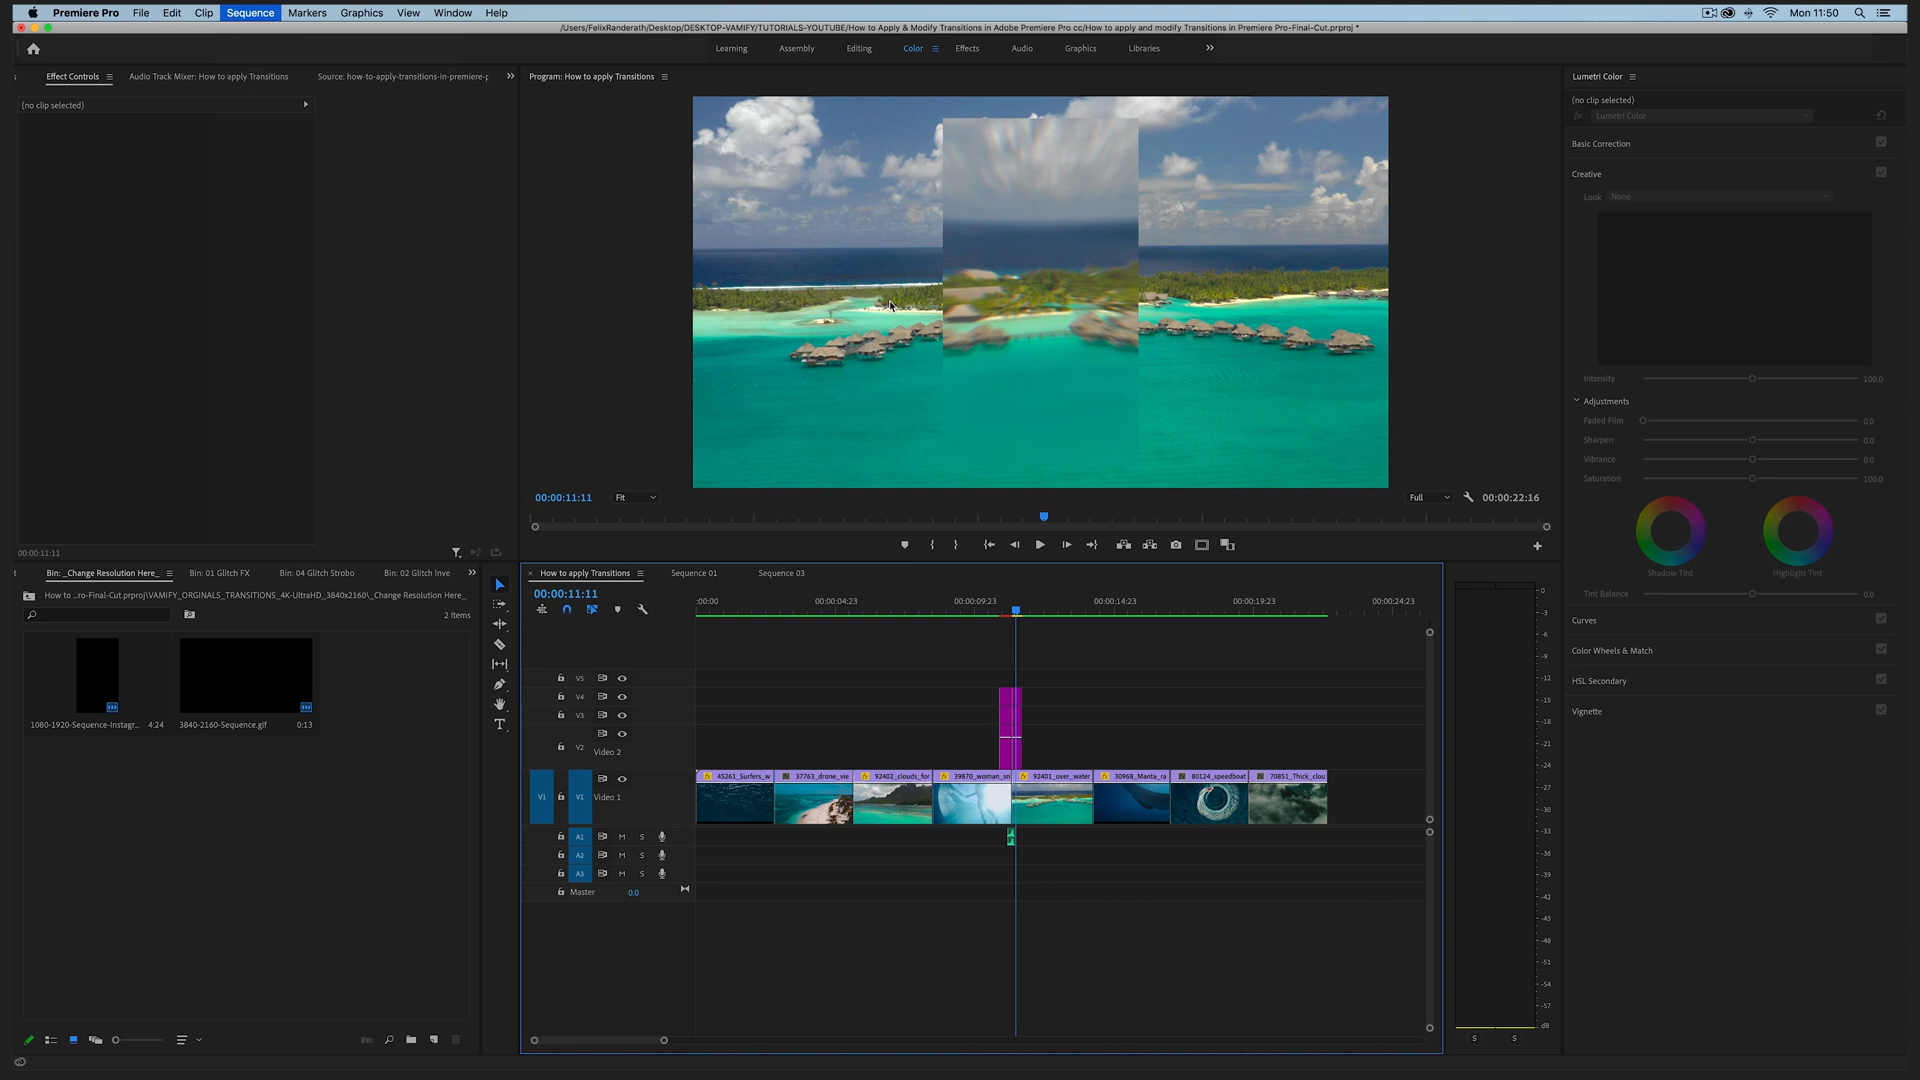 Premiere Pro File Edit Clip Sequence Markers Graphics View Window Help Mon 11:50
/Users/FelixRanderath/Desktop/DESKTOP-VAMIFY/TUTORIALS-YOUTUBE/How to Apply & Modify Transitions in Adobe Premiere Pro cc/How to apply and modify Transitions in Premiere Pro-Final-Cut.prproj *
Learning Assembly Editing Color Effects Audio Graphics Libraries
Effect Controls Audio Track Mixer: How to apply Transitions Source: how-to-apply-transitions-in-premiere-p
(no clip selected)
00:00:11:11
Program: How to apply Transitions
00:00:11:11 Fit Full 00:00:22:16
Lumetri Color
(no clip selected)
fx Lumetri Color
Basic Correction
Creative
Look None
Intensity 100.0
Adjustments
Faded Film 0.0
Sharpen 0.0
Vibrance 0.0
Saturation 100.0
Shadow Tint Highlight Tint
Tint Balance 0.0
Curves
Color Wheels & Match
HSL Secondary
Vignette
Bin: _Change Resolution Here_ Bin: 01 Glitch FX Bin: 04 Glitch Strobo Bin: 02 Glitch Inve
How to ...ro-Final-Cut.prproj\VAMIFY_ORGINALS_TRANSITIONS_4K-UltraHD_3840x2160\_Change Resolution Here_
2 Items
1080-1920-Sequence-Instagr... 4:24 3840-2160-Sequence.gif 0:13
How to apply Transitions Sequence 01 Sequence 03
00:00:11:11
:00:00 00:00:04:23 00:00:09:23 00:00:14:23 00:00:19:23 00:00:24:23
V5
V4
V3
V2 Video 2
45261_Surfers_w 37763_drone_vie 92402_clouds_for 39870_woman_sn 92401_over_water 30968_Manta_ra 80124_speedboat 70851_Thick_clou
V1 V1 Video 1
A1 M S
A2 M S
A3 M S
Master 0.0
0
-3
-6
-9
-12
-15
-18
-21
-24
-27
-30
-33
-36
-39
-42
-45
-48
-51
-54
-57
dB
S S